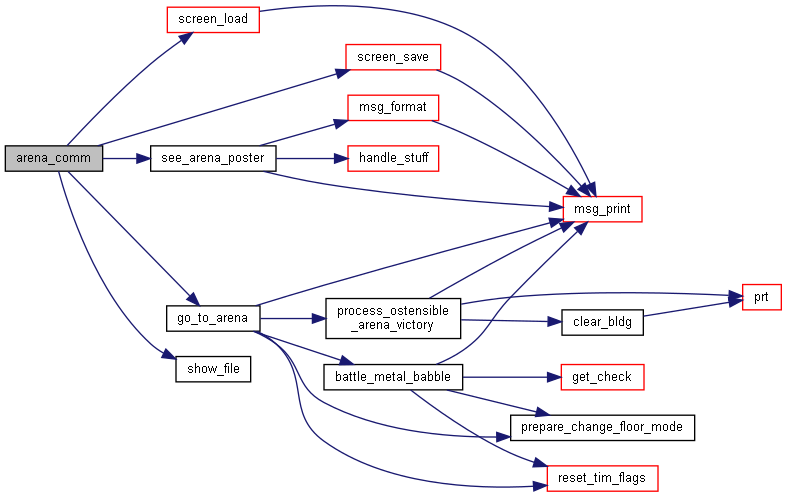 screen_load
screen_save
msg_format
arena_comm
see_arena_poster
handle_stuff
msg_print
prt
go_to_arena
process_ostensible
_arena_victory
clear_bldg
show_file
battle_metal_babble
get_check
prepare_change_floor_mode
reset_tim_flags